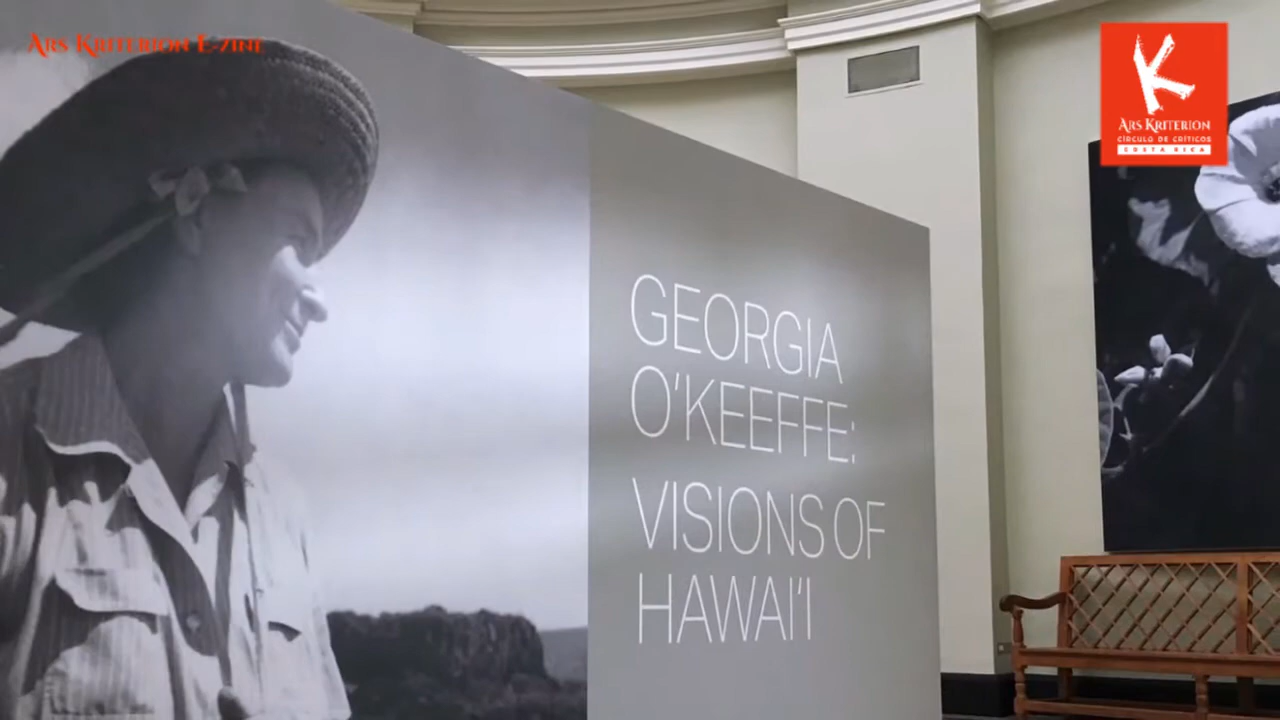 ARS KRITERION E-ZINE
K
ARS KRITERION
CÍRCULO DE CRÍTICOS
COSTA RICA
GEORGIA
O'KEEFFE:
VISIONS OF
HAWAI‘I